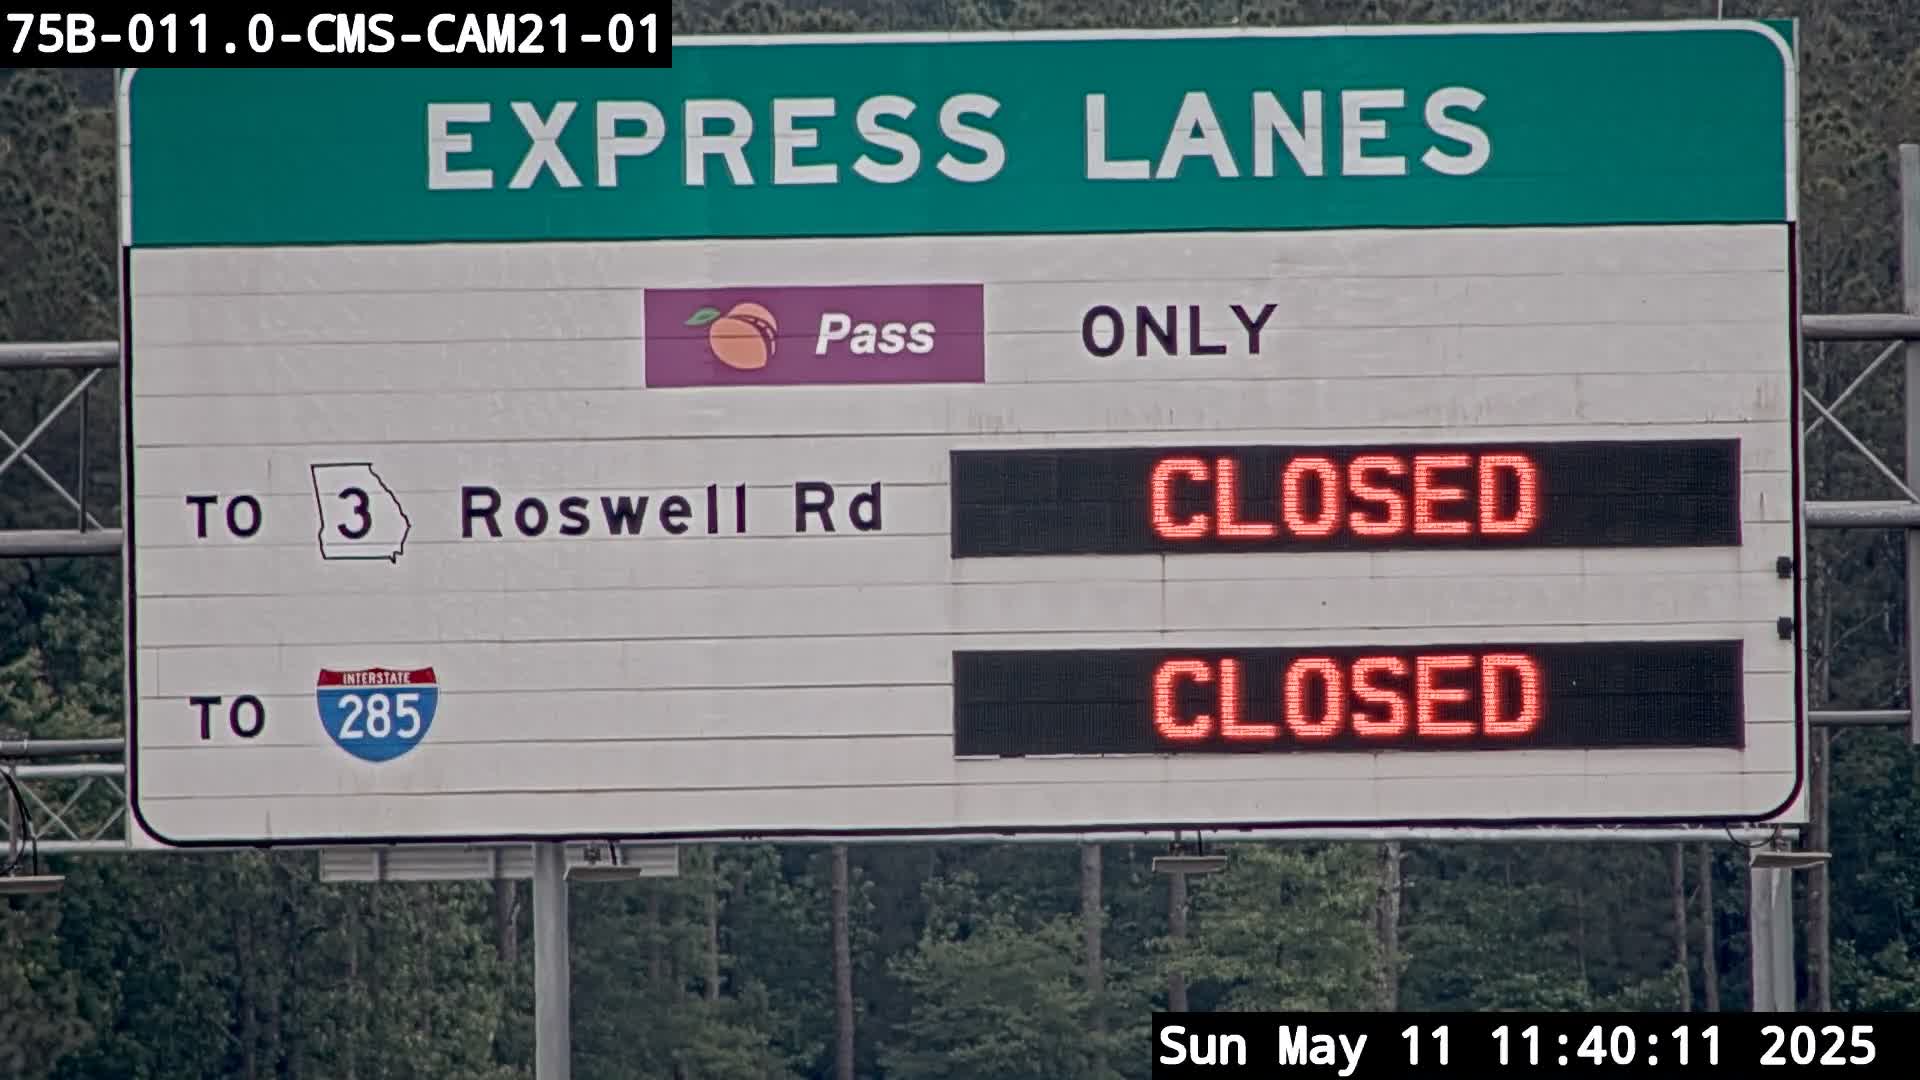 75B-011.0-CMS-CAM21-01
EXPRESS LANES
Pass ONLY
TO 3 Roswell Rd CLOSED
TO INTERSTATE 285 CLOSED
Sun May 11 11:40:11 2025